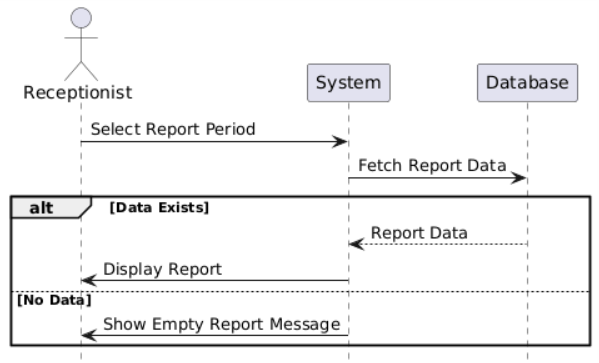 Receptionist
System
Database
Select Report Period
Fetch Report Data
alt
[Data Exists]
Report Data
Display Report
[No Data]
Show Empty Report Message